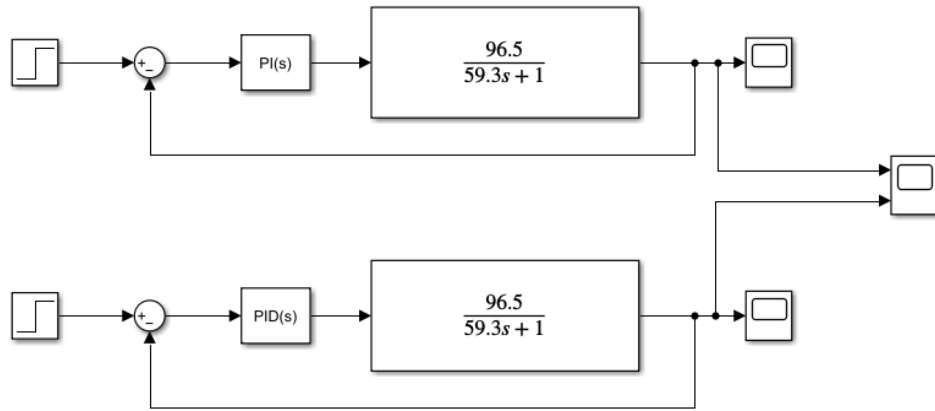 +
−
PI(s)
96.5
59.3s + 1
+
−
PID(s)
96.5
59.3s + 1